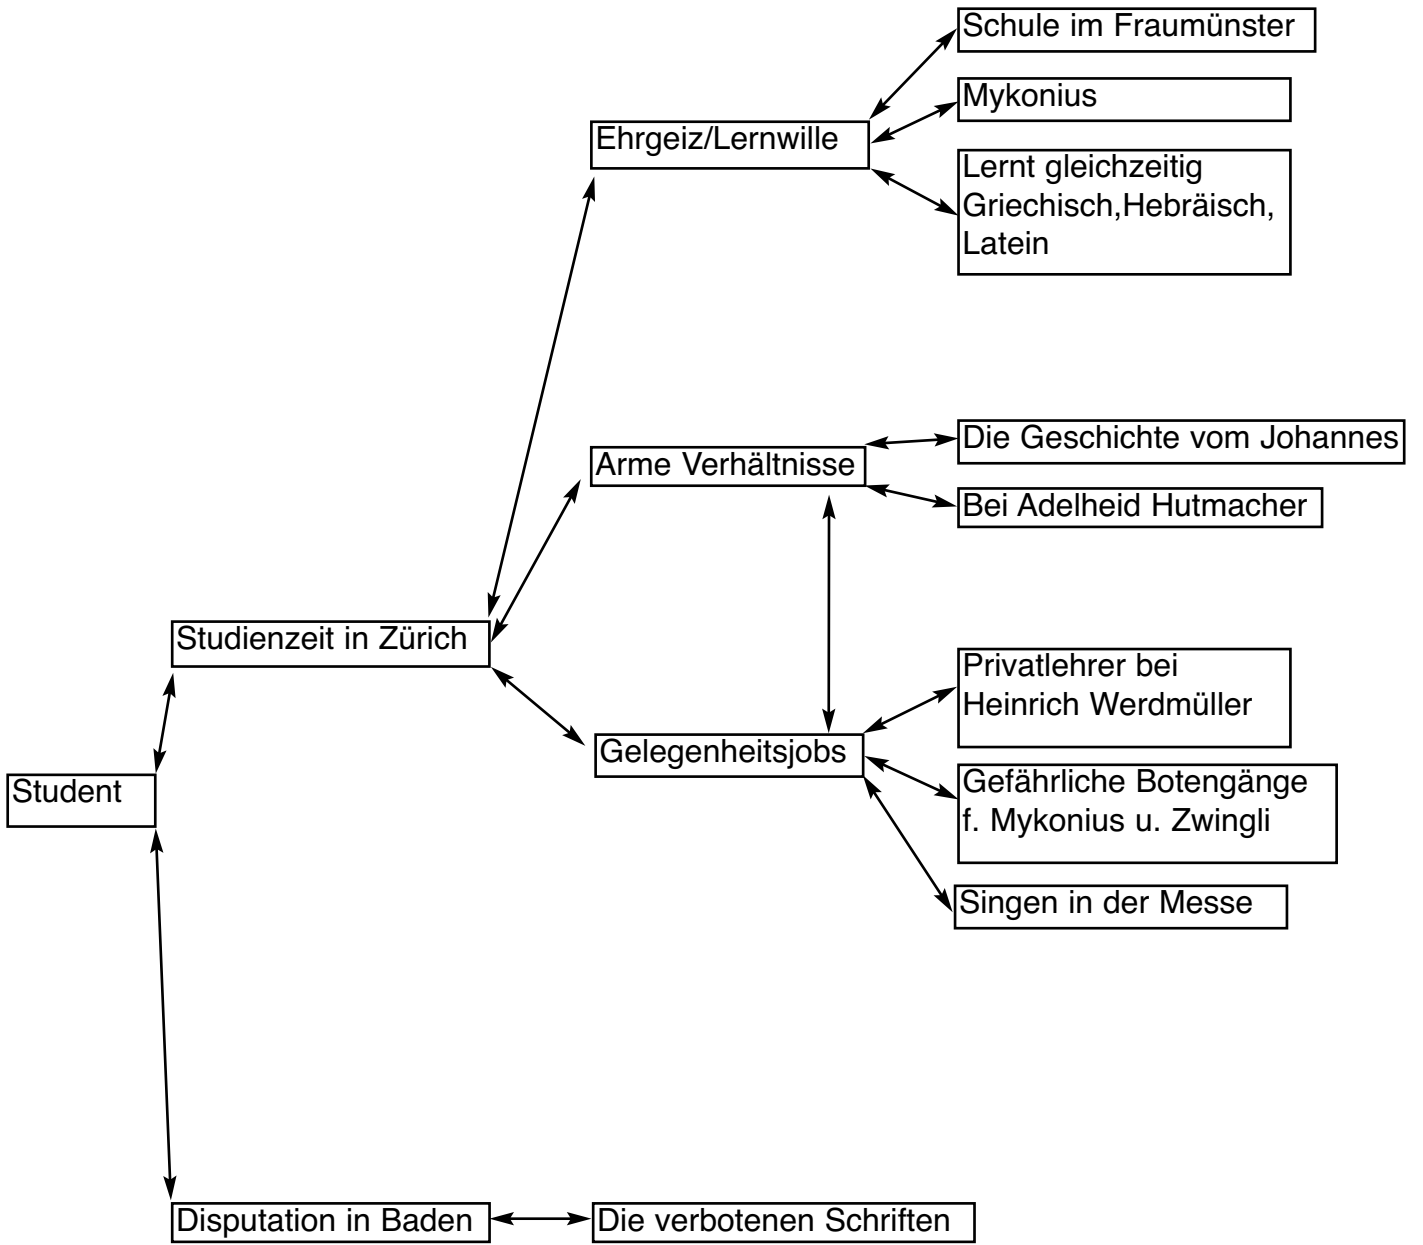 Schule im Fraumünster
Mykonius
Ehrgeiz/Lernwille
Lernt gleichzeitig
Griechisch,Hebräisch,
Latein
Die Geschichte vom Johannes
Arme Verhältnisse
Bei Adelheid Hutmacher
Studienzeit in Zürich
Privatlehrer bei
Heinrich Werdmüller
Gelegenheitsjobs
Student
Gefährliche Botengänge
f. Mykonius u. Zwingli
Singen in der Messe
Disputation in Baden
Die verbotenen Schriften